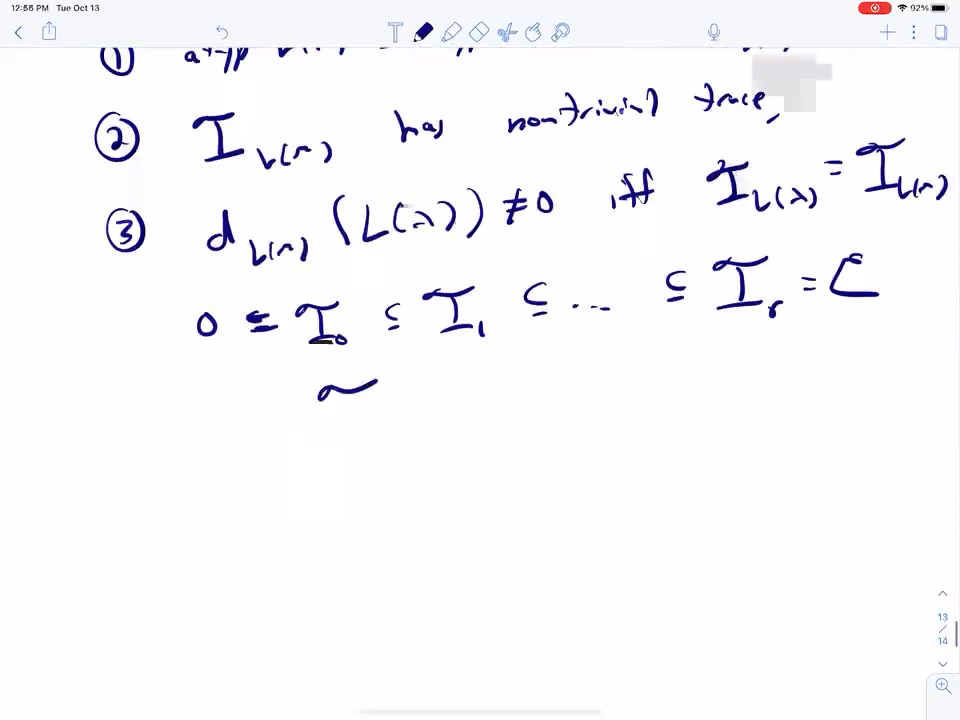 12:56 PM Tue Oct 13
92%
①
② I_{L(μ)} has nontrivial trace,
③ d_{L(μ)} (L(λ)) ≠ 0 iff I_{L(λ)} = I_{L(μ)}
0 ⊆ I_0 ⊆ I_1 ⊆ ... ⊆ I_r = C
~
13
/
14